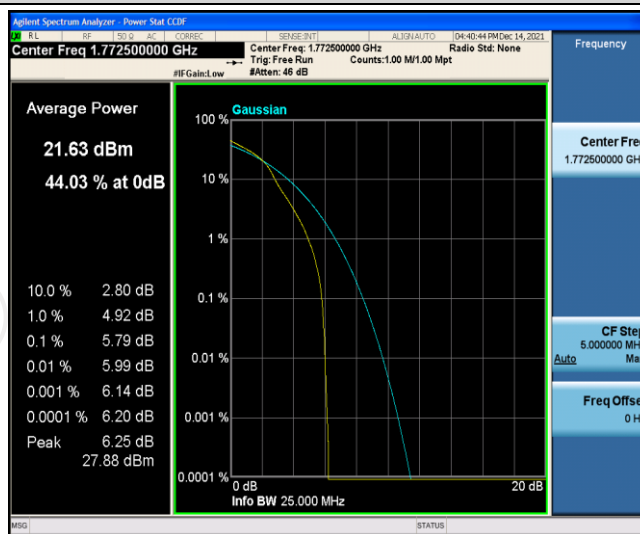 Agilent Spectrum Analyzer - Power Stat CCDF
RL RF 50 Ω AC CORREC SENSE:INT ALIGNAUTO 04:40:44 PM Dec 14, 2021
Center Freq 1.772500000 GHz
Center Freq: 1.772500000 GHz Radio Std: None
Trig: Free Run Counts:1.00 M/1.00 Mpt
#IFGain:Low #Atten: 46 dB
Frequency
Average Power
21.63 dBm
44.03 % at 0dB
10.0 % 2.80 dB
1.0 % 4.92 dB
0.1 % 5.79 dB
0.01 % 5.99 dB
0.001 % 6.14 dB
0.0001 % 6.20 dB
Peak 6.25 dB
27.88 dBm
Gaussian
100 %
10 %
1 %
0.1 %
0.01 %
0.001 %
0.0001 %
0 dB 20 dB
Info BW 25.000 MHz
Center Fre
1.772500000 GH
CF Step
5.000000 MH
Auto Ma
Freq Offse
0 H
MSG STATUS